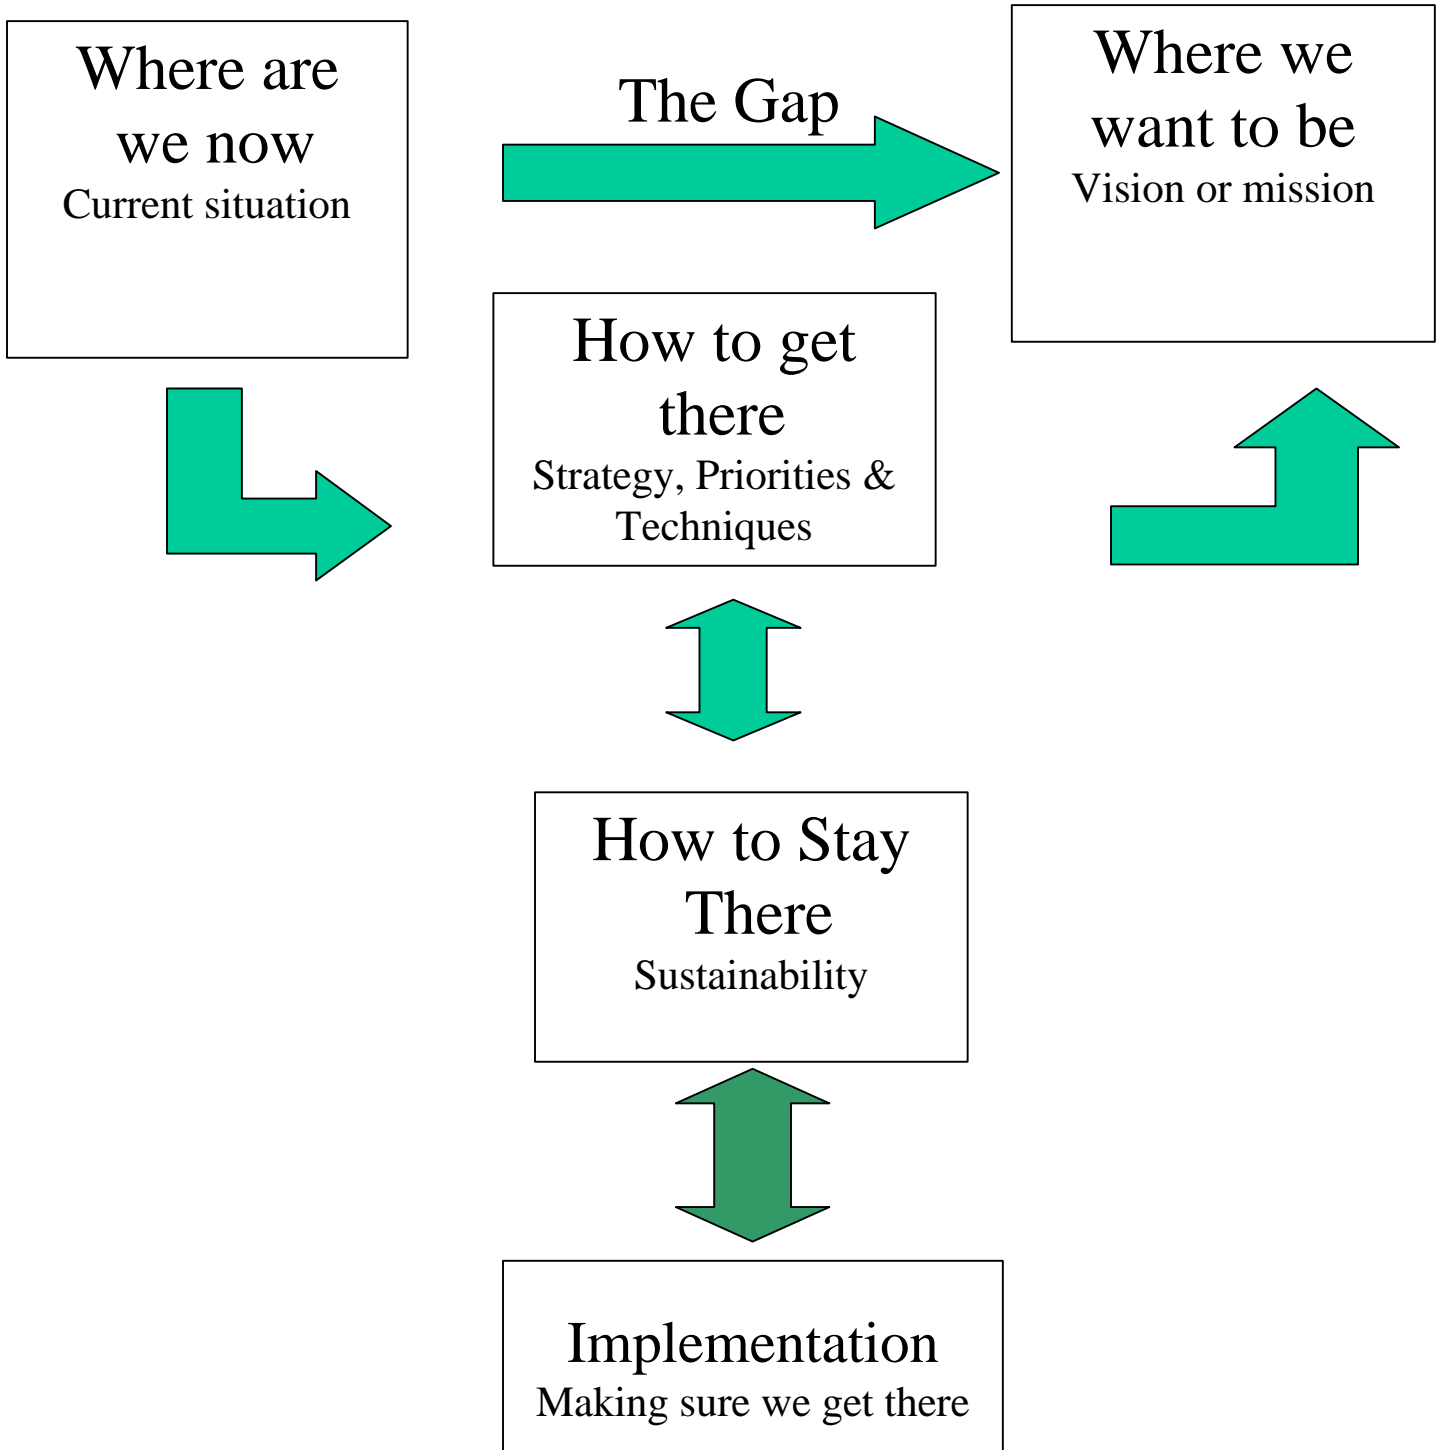 Where are
we now
Current situation
The Gap
Where we
want to be
Vision or mission
How to get
there
Strategy, Priorities &
Techniques
How to Stay
There
Sustainability
Implementation
Making sure we get there